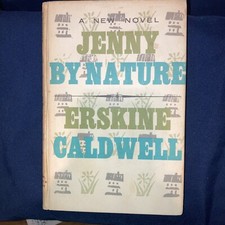 A NEW NOVEL
JENNY
BY NATURE
ERSKINE
CALDWELL